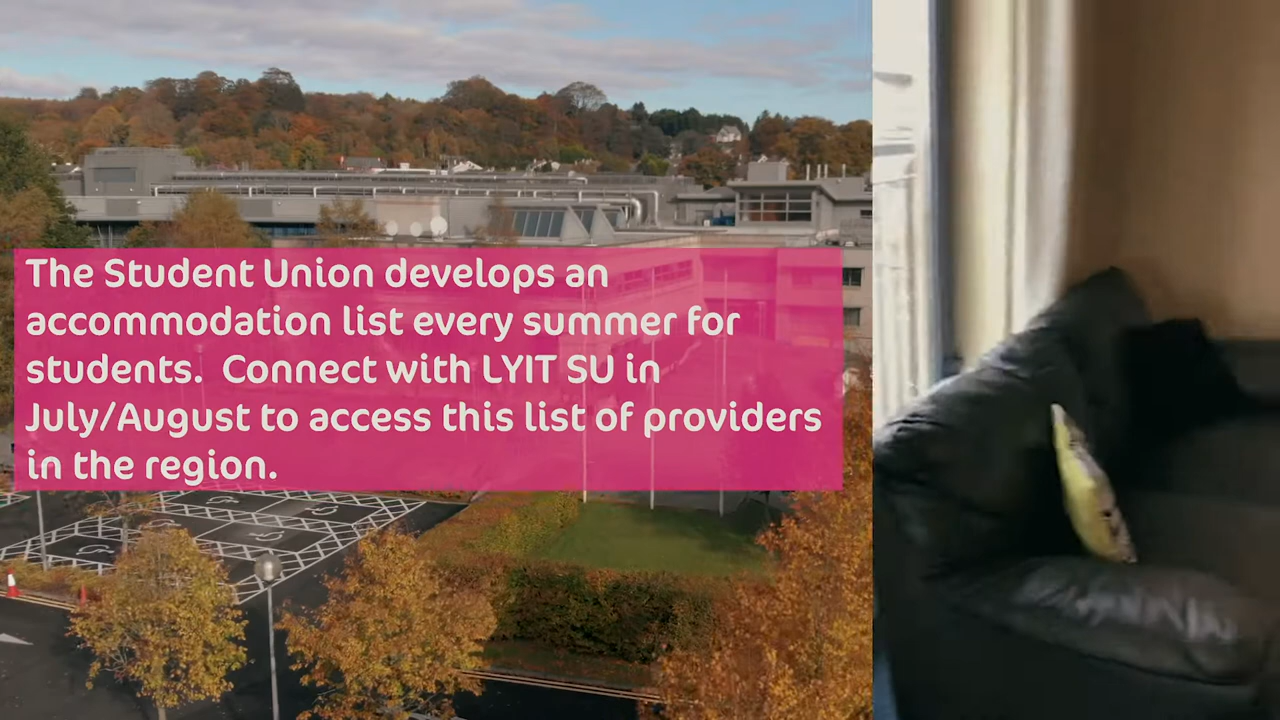 The Student Union develops an
accommodation list every summer for
students.  Connect with LYIT SU in
July/August to access this list of providers
in the region.